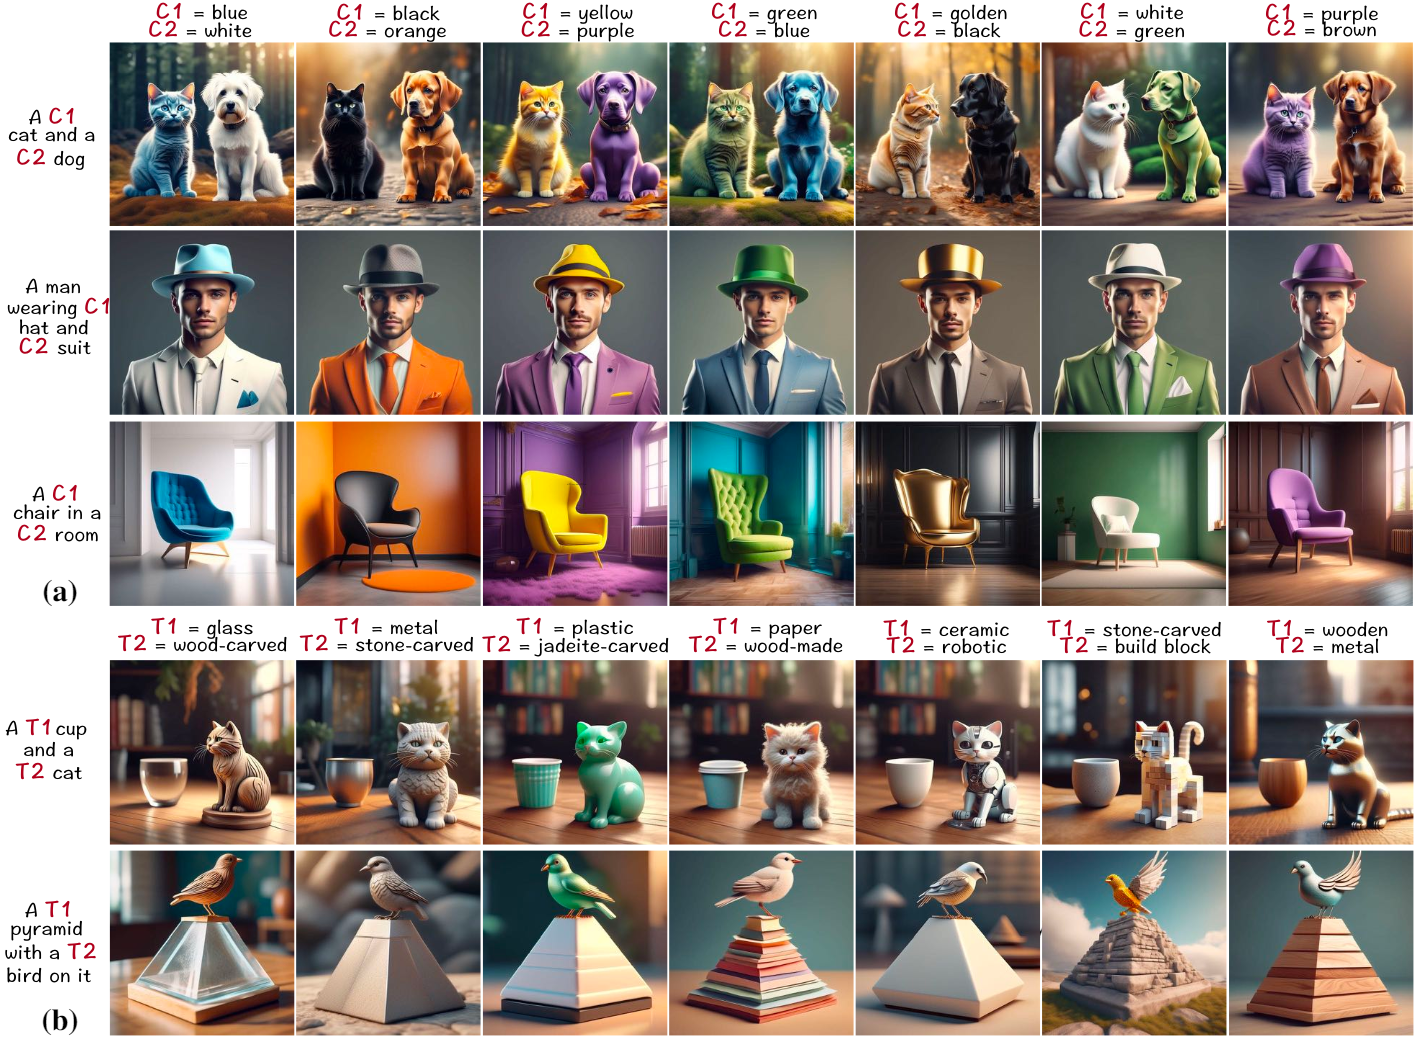 C1 = blue
C2 = white
C1 = black
C2 = orange
C1 = yellow
C2 = purple
C1 = green
C2 = blue
C1 = golden
C2 = black
C1 = white
C2 = green
C1 = purple
C2 = brown
A C1
cat and a
C2 dog
A man
wearing C1
hat and
C2 suit
A C1
chair in a
C2 room
(a)
T1 = glass
T2 = wood-carved
T1 = metal
T2 = stone-carved
T1 = plastic
T2 = jadeite-carved
T1 = paper
T2 = wood-made
T1 = ceramic
T2 = robotic
T1 = stone-carved
T2 = build block
T1 = wooden
T2 = metal
A T1 cup
and a
T2 cat
A T1
pyramid
with a T2
bird on it
(b)